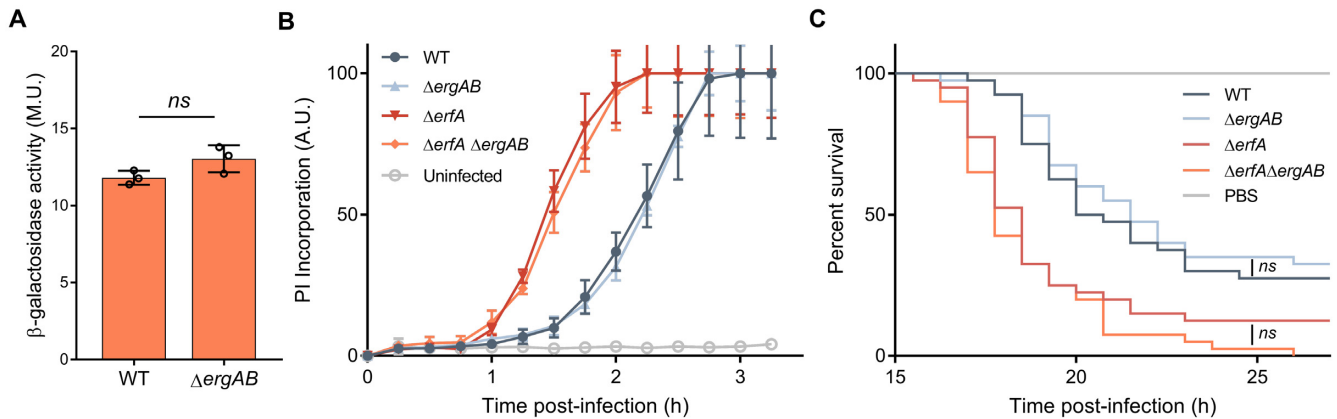 A
β-galactosidase activity (M.U.)
20
15
10
5
0
ns
WT
ΔergAB
B
PI Incorporation (A.U.)
100
50
0
WT
ΔergAB
ΔerfA
ΔerfA ΔergAB
Uninfected
0
1
2
3
Time post-infection (h)
C
Percent survival
100
50
0
WT
ΔergAB
ΔerfA
ΔerfAΔergAB
PBS
ns
ns
15
20
25
Time post-infection (h)